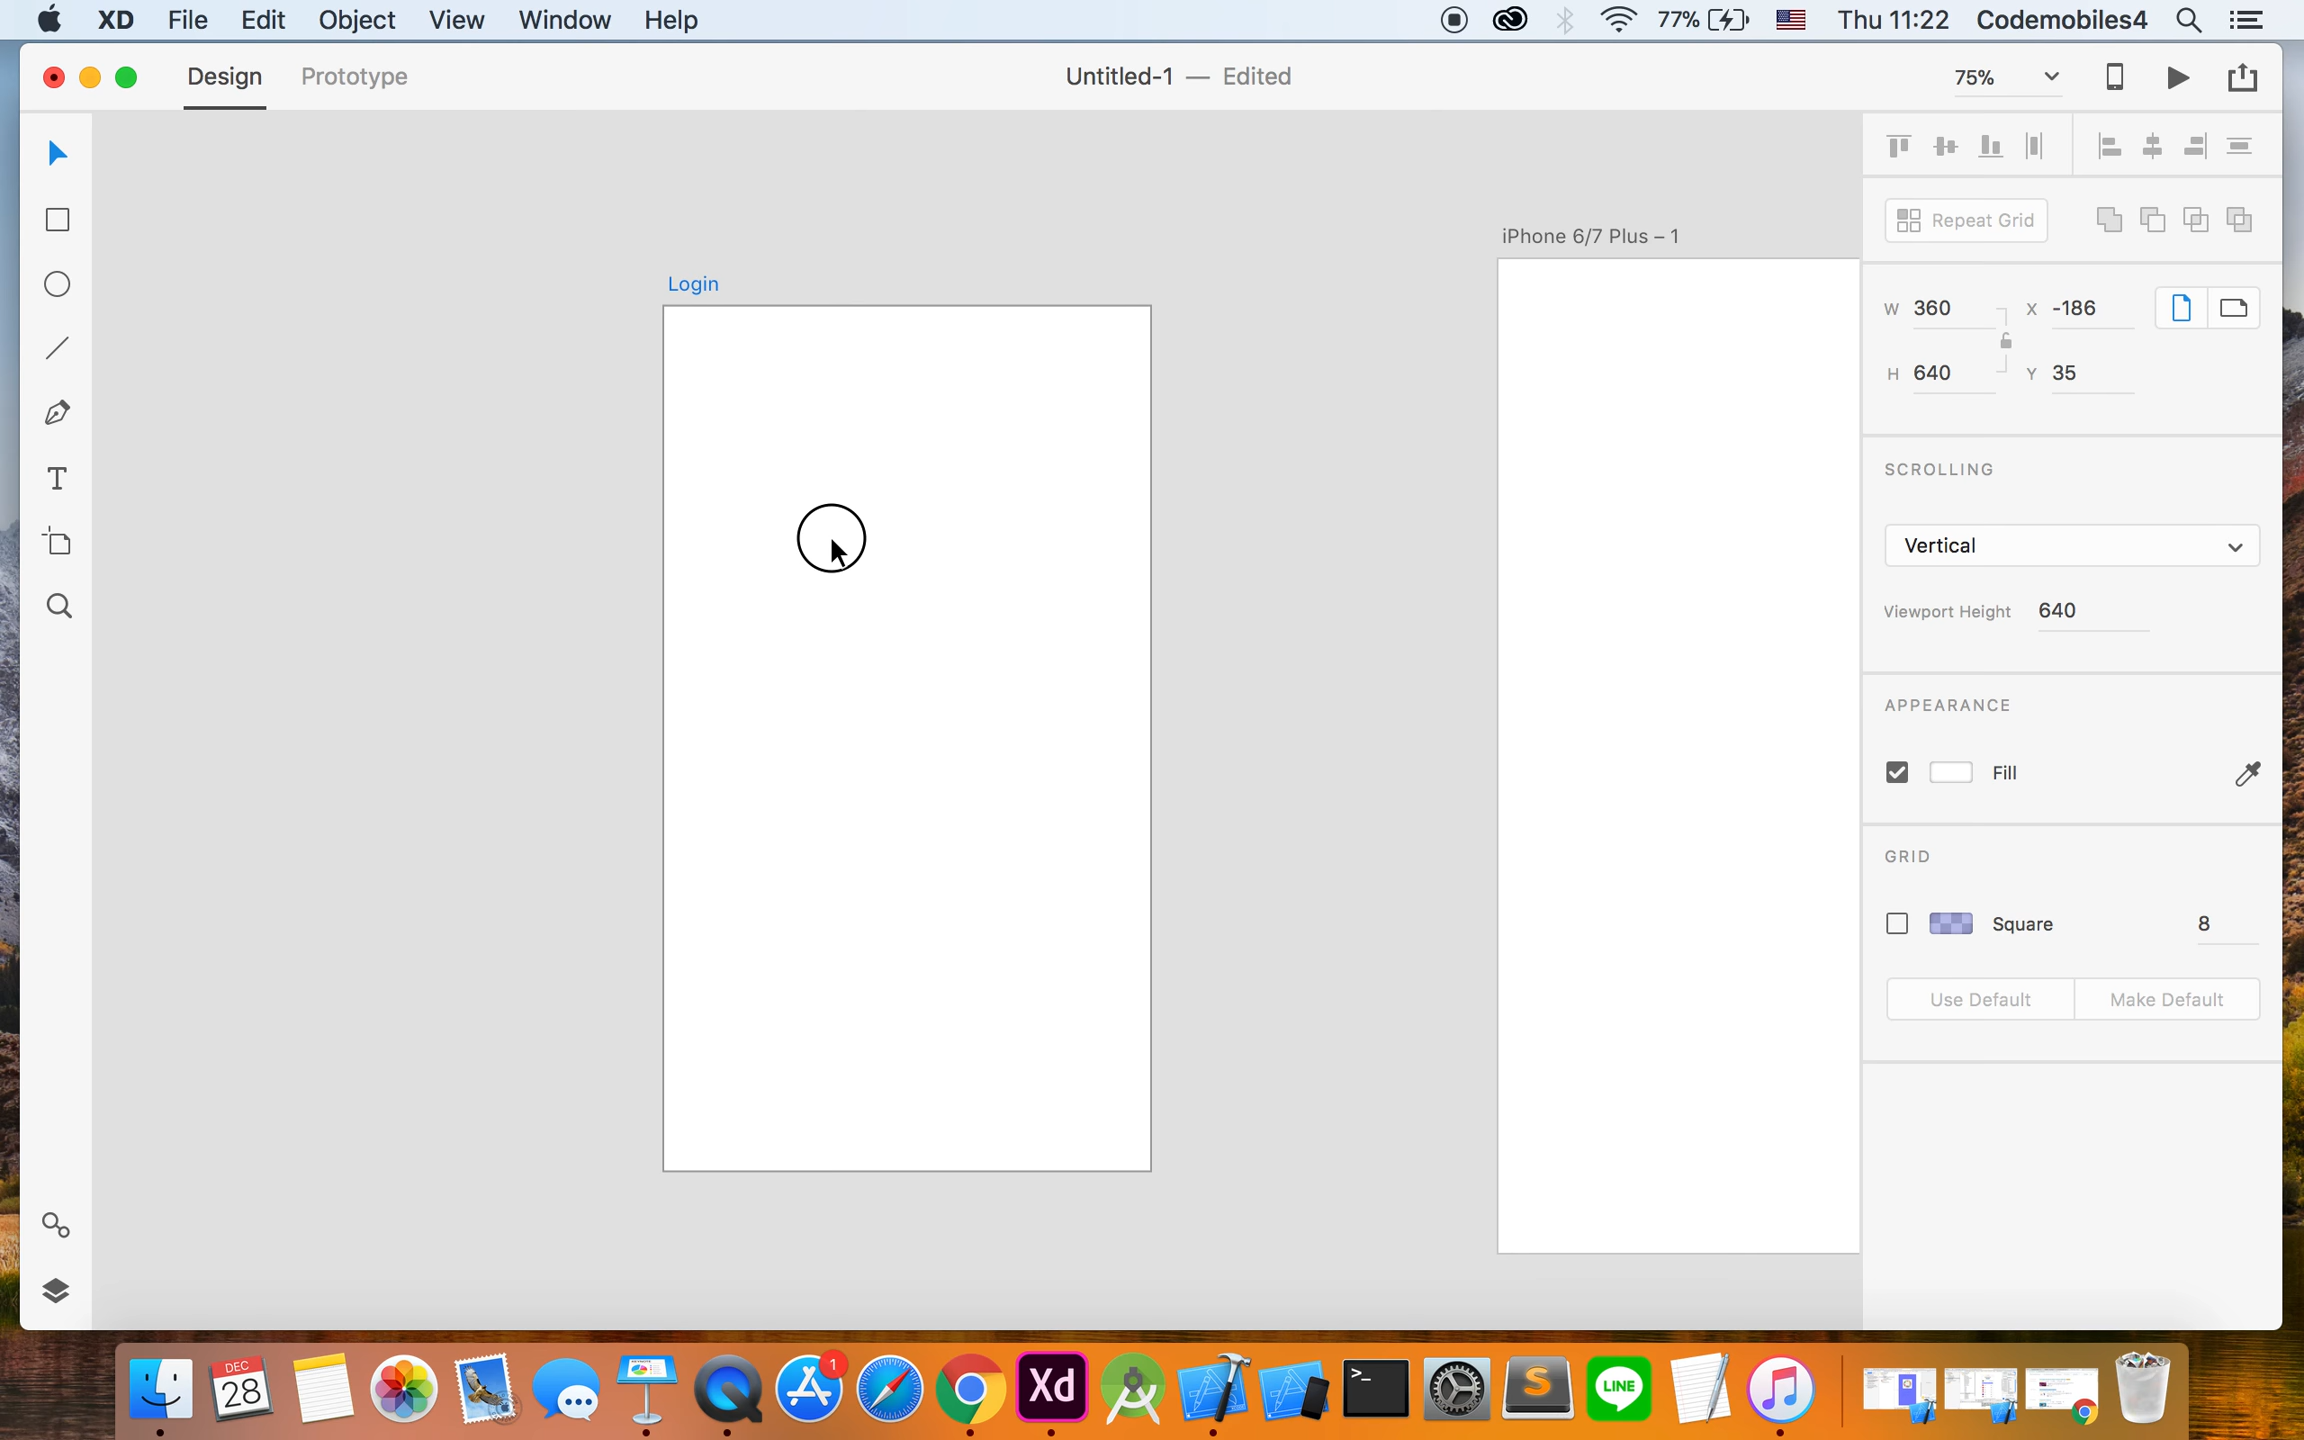 XD File Edit Object View Window Help 77% Thu 11:22 Codemobiles4
Design Prototype Untitled-1 — Edited 75%
Repeat Grid
iPhone 6/7 Plus – 1
Login
W 360 X -186
H 640 Y 35
SCROLLING
Vertical
Viewport Height 640
APPEARANCE
Fill
GRID
Square 8
Use Default Make Default
DEC
28
1
Xd
>_
S
LINE